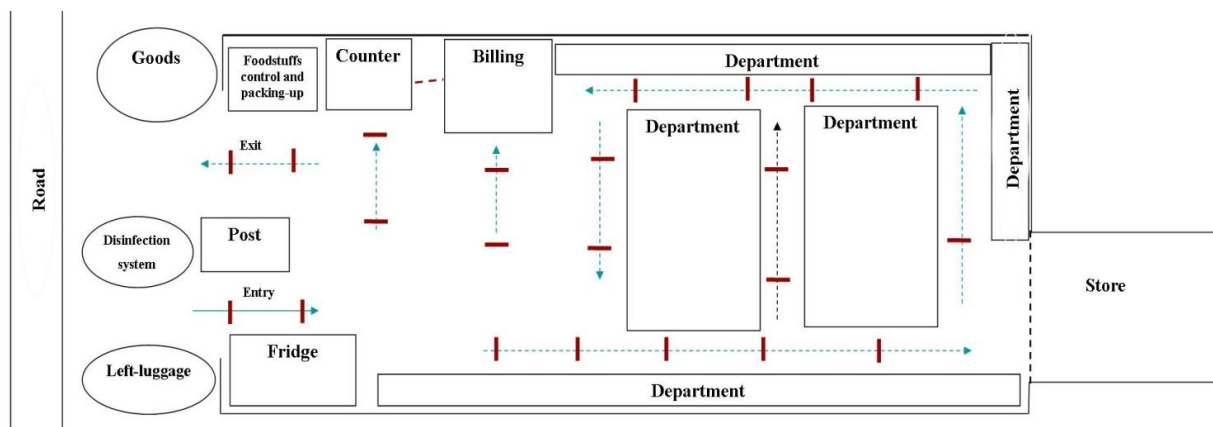 Road
Goods
Foodstuffs
control and
packing-up
Counter
Billing
Department
Department
Department
Department
Exit
Disinfection
system
Post
Entry
Store
Left-luggage
Fridge
Department